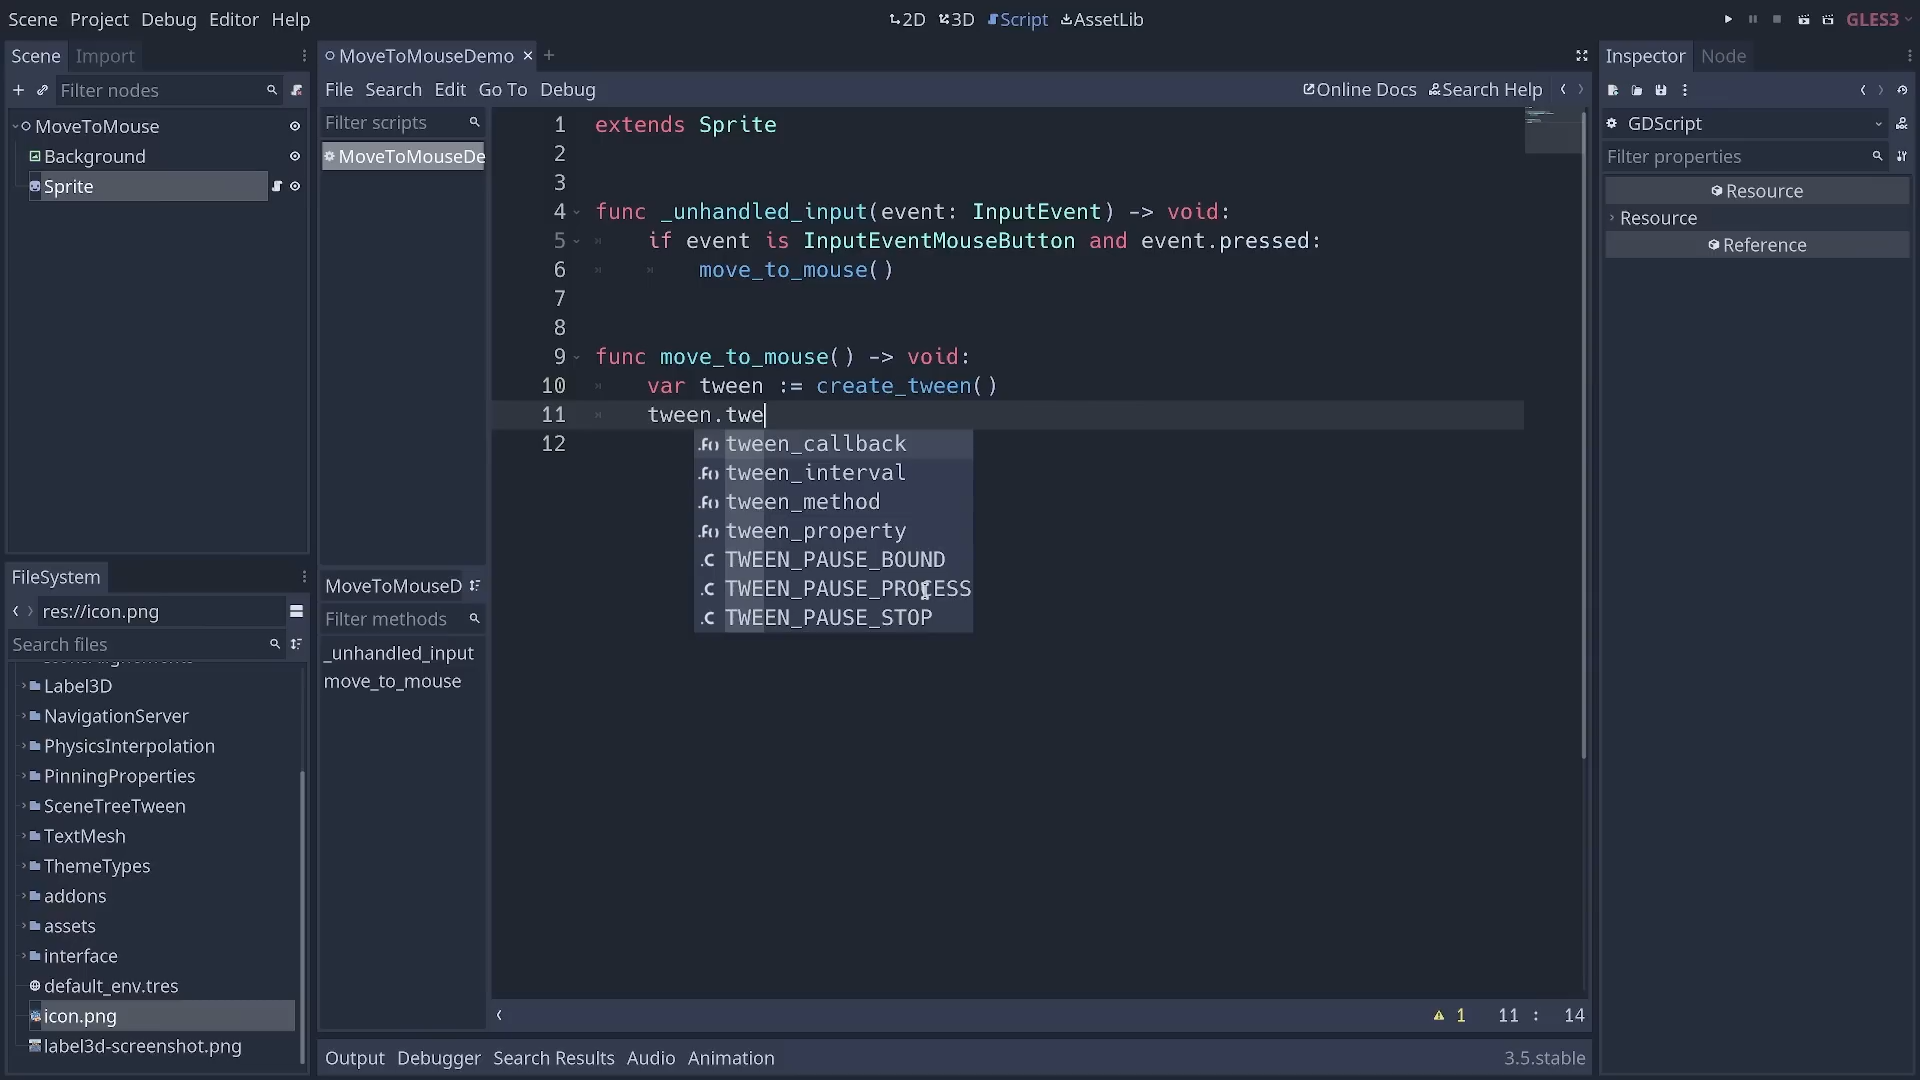 Scene Project Debug Editor Help
2D 3D Script AssetLib
GLES3
Scene Import
Filter nodes
MoveToMouse
Background
Sprite
FileSystem
res://icon.png
Search files
Label3D
NavigationServer
PhysicsInterpolation
PinningProperties
SceneTreeTween
TextMesh
ThemeTypes
addons
assets
interface
default_env.tres
icon.png
label3d-screenshot.png
MoveToMouseDemo
File Search Edit Go To Debug
Online Docs Search Help
Filter scripts
MoveToMouseDe
MoveToMouseD
Filter methods
_unhandled_input
move_to_mouse
1 extends Sprite
2
3
4 func _unhandled_input(event: InputEvent) -> void:
5 if event is InputEventMouseButton and event.pressed:
6 move_to_mouse()
7
8
9 func move_to_mouse() -> void:
10 var tween := create_tween()
11 tween.twe
12
tween_callback
tween_interval
tween_method
tween_property
TWEEN_PAUSE_BOUND
TWEEN_PAUSE_PROCESS
TWEEN_PAUSE_STOP
1 11 : 14
Output Debugger Search Results Audio Animation
3.5.stable
Inspector Node
GDScript
Filter properties
Resource
Resource
Reference